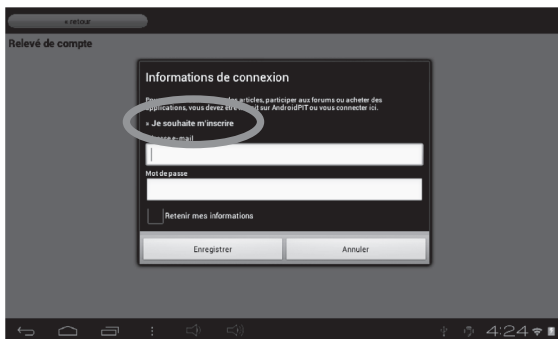 « retour
Relevé de compte
Informations de connexion
articles, participer aux forums ou acheter des
applications, vous devez être inscrit sur AndroidPIT ou vous connecter ici.
» Je souhaite m'inscrire
e-mail
Mot de passe
Retenir mes informations
Enregistrer
Annuler
4:24